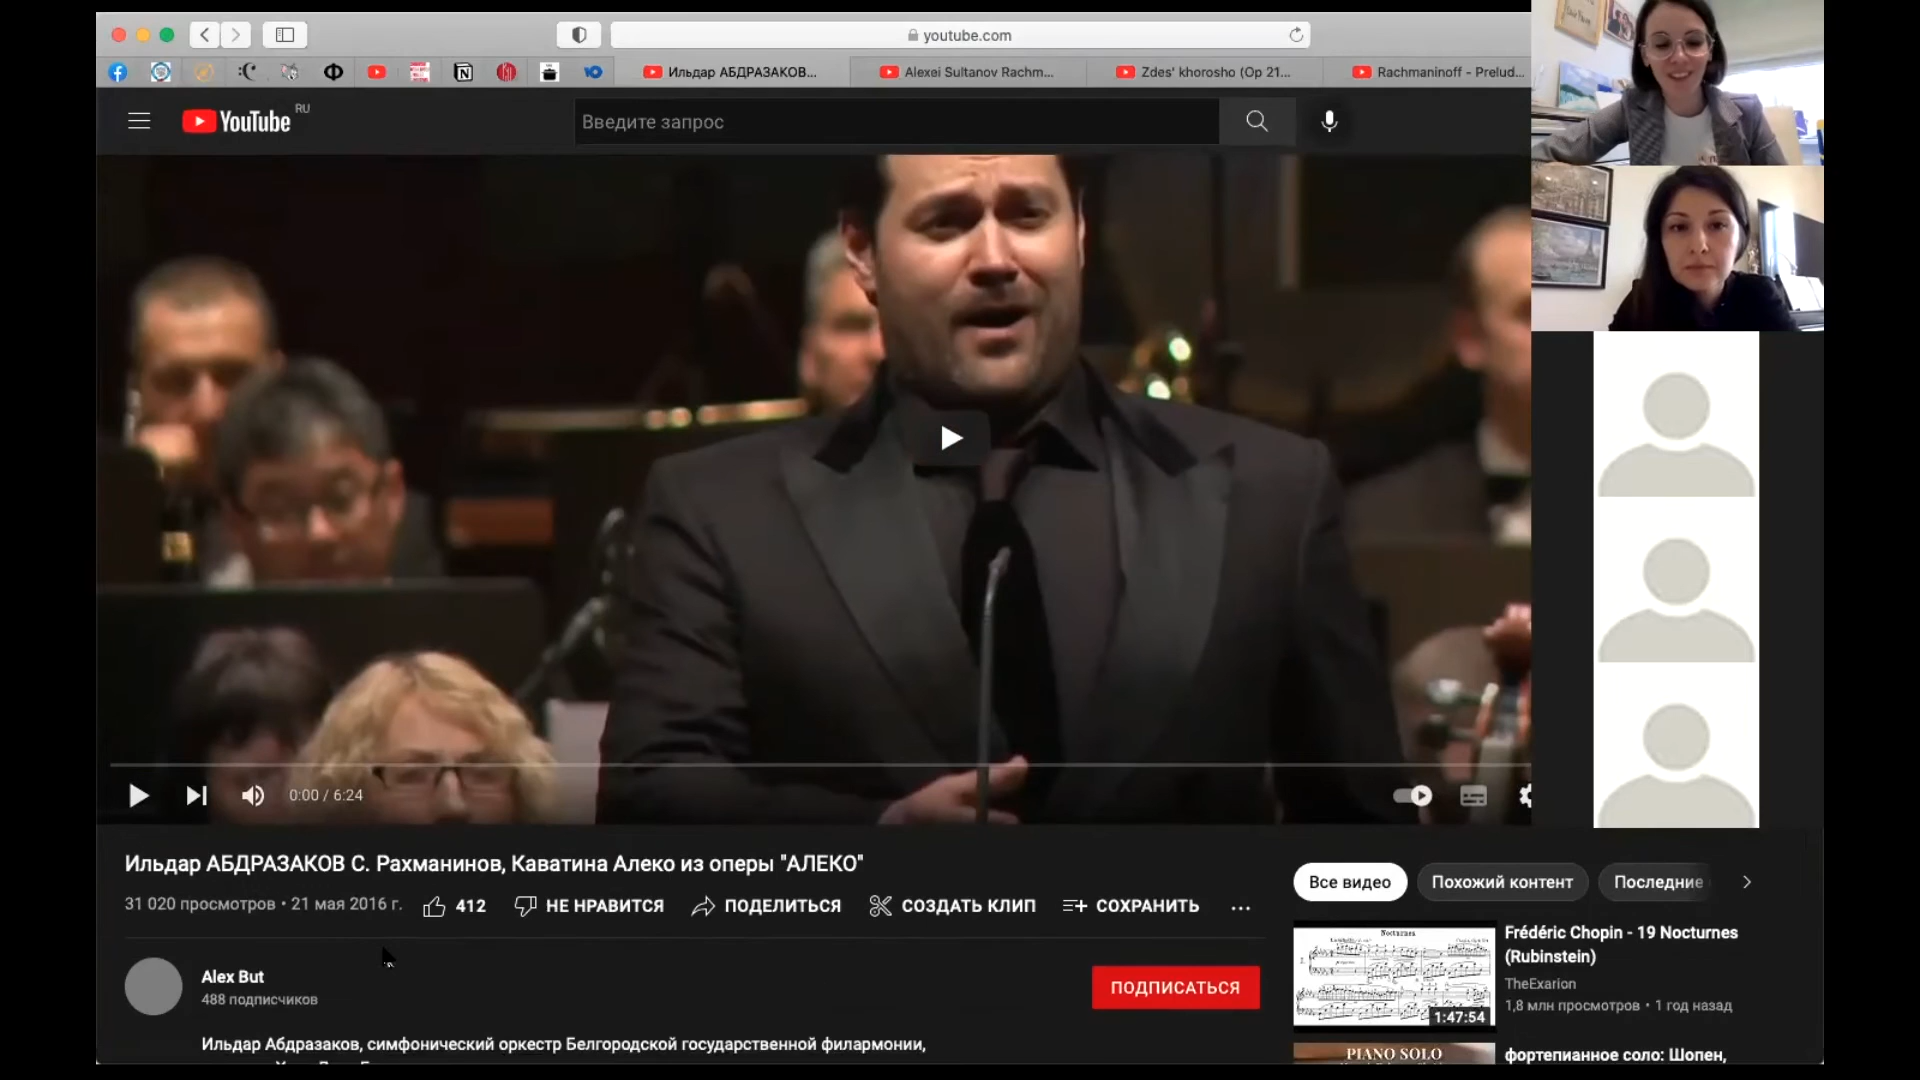 youtube.com
Ильдар АБДРАЗАКОВ...
Alexei Sultanov Rachm...
Zdes' khorosho (Op 21...
Rachmaninoff - Prelud...
YouTube RU
Введите запрос
0:00 / 6:24
Ильдар АБДРАЗАКОВ С. Рахманинов, Каватина Алеко из оперы "АЛЕКО"
31 020 просмотров • 21 мая 2016 г.
412
НЕ НРАВИТСЯ
ПОДЕЛИТЬСЯ
СОЗДАТЬ КЛИП
СОХРАНИТЬ
Alex But
488 подписчиков
ПОДПИСАТЬСЯ
Ильдар Абдразаков, симфонический оркестр Белгородской государственной филармонии,
Все видео
Похожий контент
Последние
Nocturnes
1:47:54
Frédéric Chopin - 19 Nocturnes
(Rubinstein)
TheExarion
1,8 млн просмотров • 1 год назад
PIANO SOLO
фортепианное соло: Шопен,